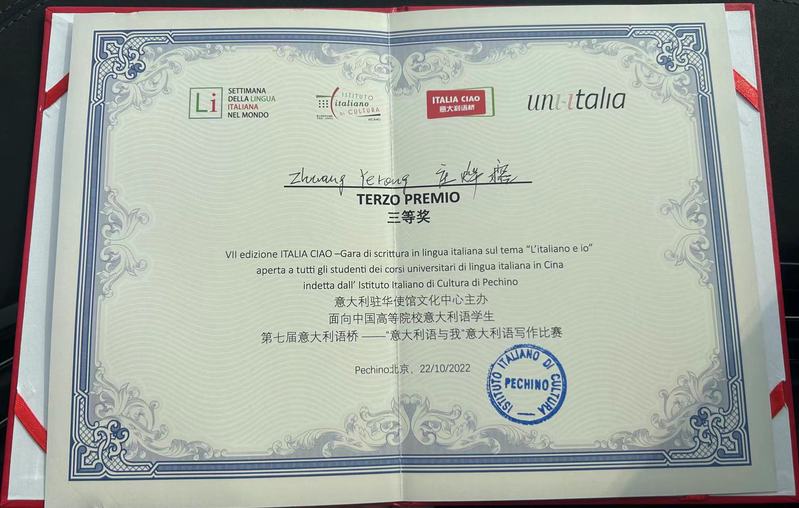 Li
SETTIMANA
DELLA LINGUA
ITALIANA
NEL MONDO
ISTITUTO
italiano
DI CULTURA
ITALIA CIAO
意大利语桥
uni-italia
Zhuang Yerong 庄烨
TERZO PREMIO
三等奖
VII edizione ITALIA CIAO –Gara di scrittura in lingua italiana sul tema “L'italiano e io”
aperta a tutti gli studenti dei corsi universitari di lingua italiana in Cina
indetta dall' Istituto Italiano di Cultura di Pechino
意大利驻华使馆文化中心主办
面向中国高等院校意大利语学生
第七届意大利语桥 ——“意大利语与我”意大利语写作比赛
Pechino北京，22/10/2022
ISTITUTO ITALIANO DI CULTURA
PECHINO